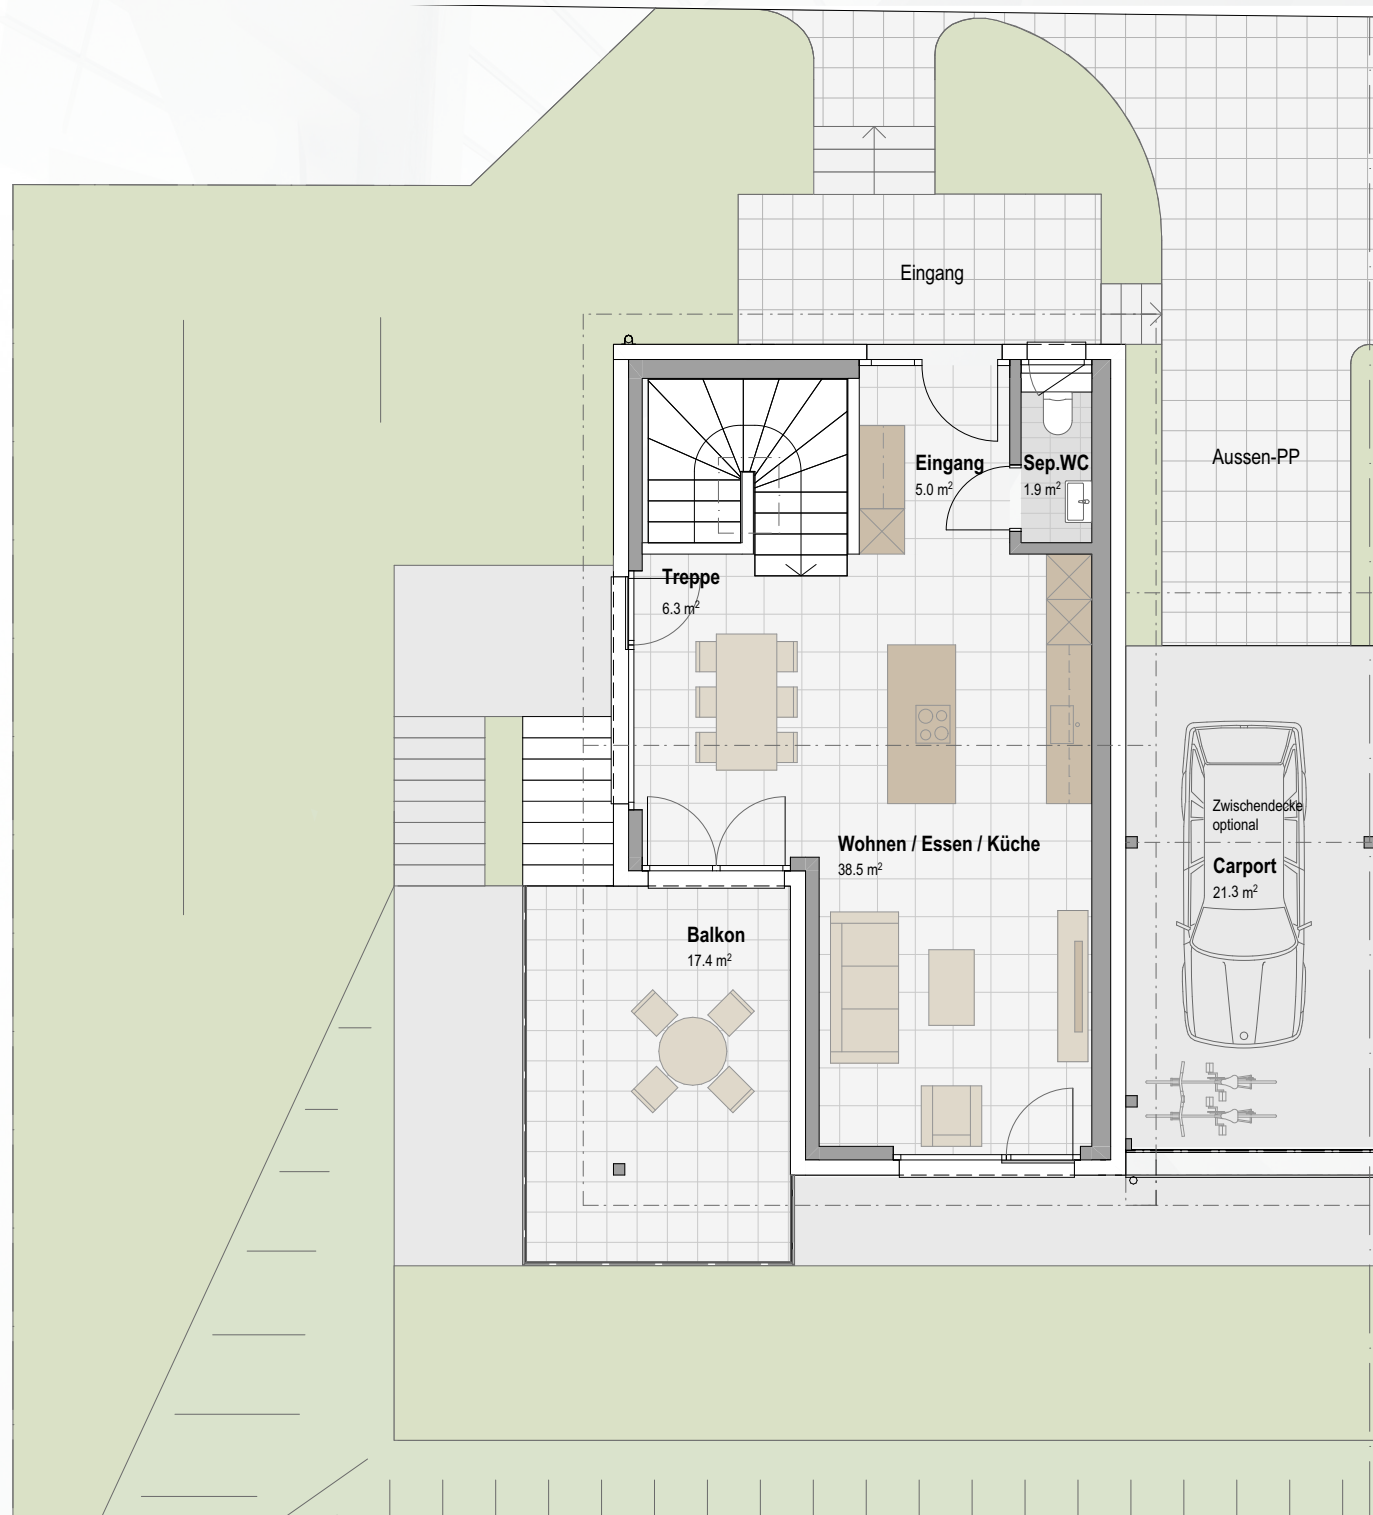 Eingang
Aussen-PP
Eingang
5.0 m²
Sep.WC
1.9 m²
Treppe
6.3 m²
Zwischendecke
optional
Carport
21.3 m²
Wohnen / Essen / Küche
38.5 m²
Balkon
17.4 m²